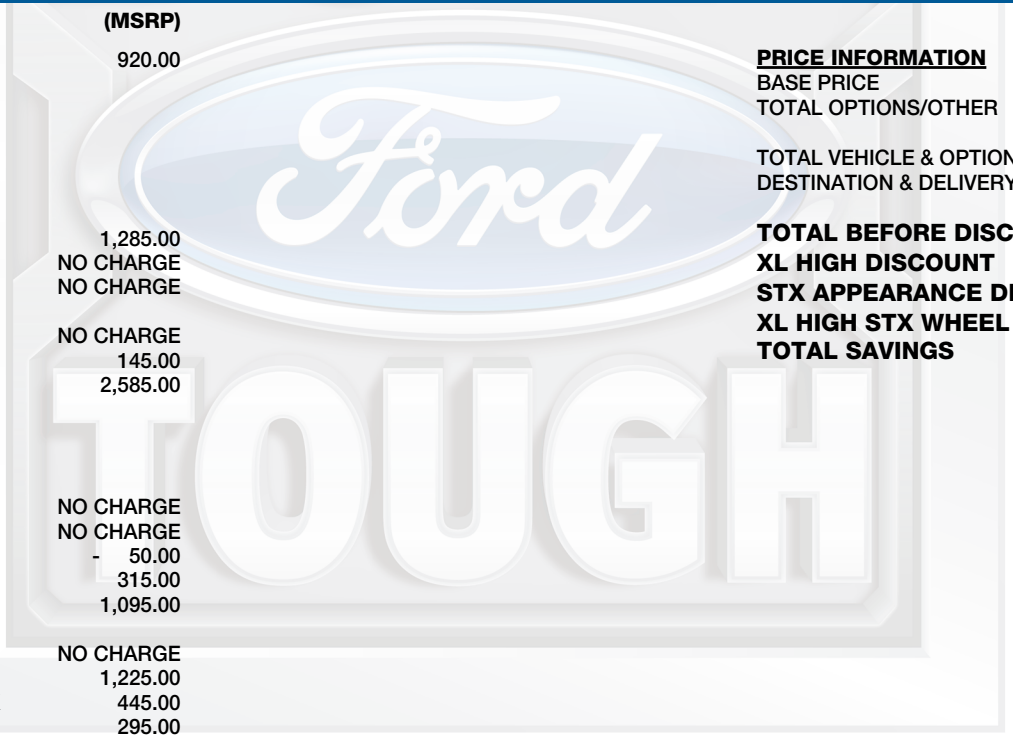 (MSRP)
920.00
1,285.00
NO CHARGE
NO CHARGE
NO CHARGE
145.00
2,585.00
NO CHARGE
NO CHARGE
- 50.00
315.00
1,095.00
NO CHARGE
1,225.00
445.00
295.00
PRICE INFORMATION
BASE PRICE
TOTAL OPTIONS/OTHER
TOTAL VEHICLE & OPTION
DESTINATION & DELIVERY
TOTAL BEFORE DISC
XL HIGH DISCOUNT
STX APPEARANCE DI
XL HIGH STX WHEEL
TOTAL SAVINGS
Ford
TOUGH